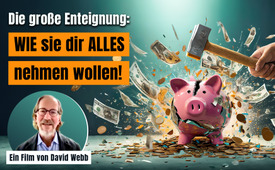 Die große Enteignung:
WIE sie dir ALLES
nehmen wollen!
Ein Film von David Webb